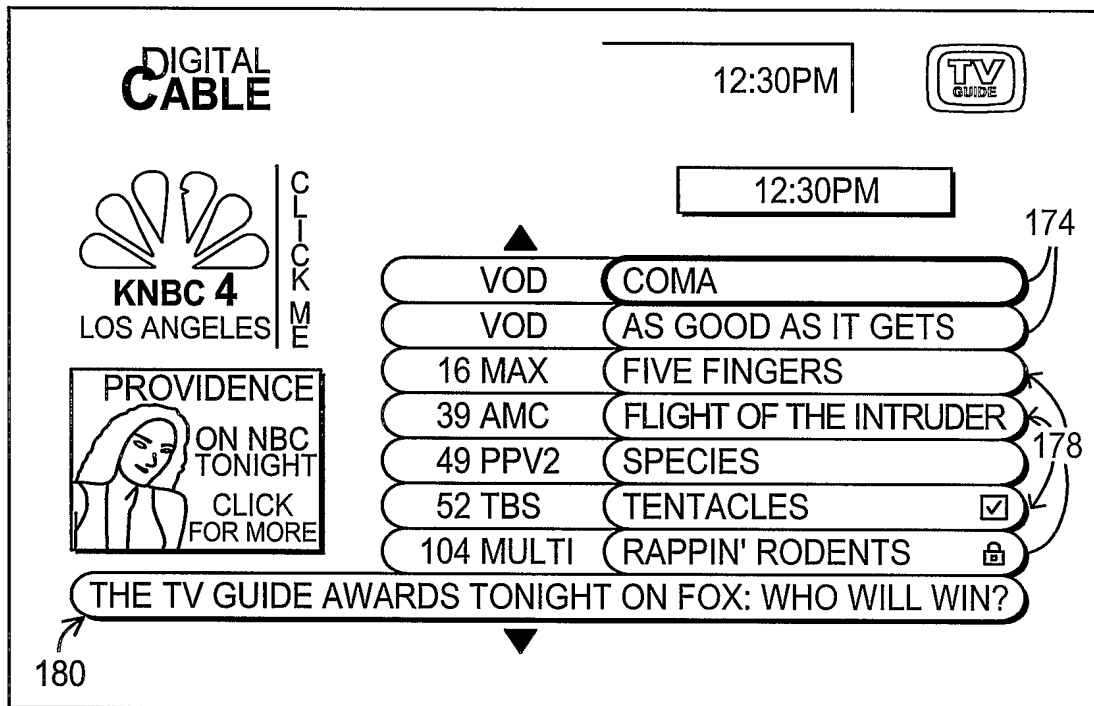 DIGITAL
CABLE
12:30PM
TV
GUIDE
KNBC 4
LOS ANGELES
CLICK ME
12:30PM
174
VOD COMA
VOD AS GOOD AS IT GETS
16 MAX FIVE FINGERS
39 AMC FLIGHT OF THE INTRUDER
178
49 PPV2 SPECIES
52 TBS TENTACLES
104 MULTI RAPPIN' RODENTS
PROVIDENCE
ON NBC
TONIGHT
CLICK
FOR MORE
THE TV GUIDE AWARDS TONIGHT ON FOX: WHO WILL WIN?
180